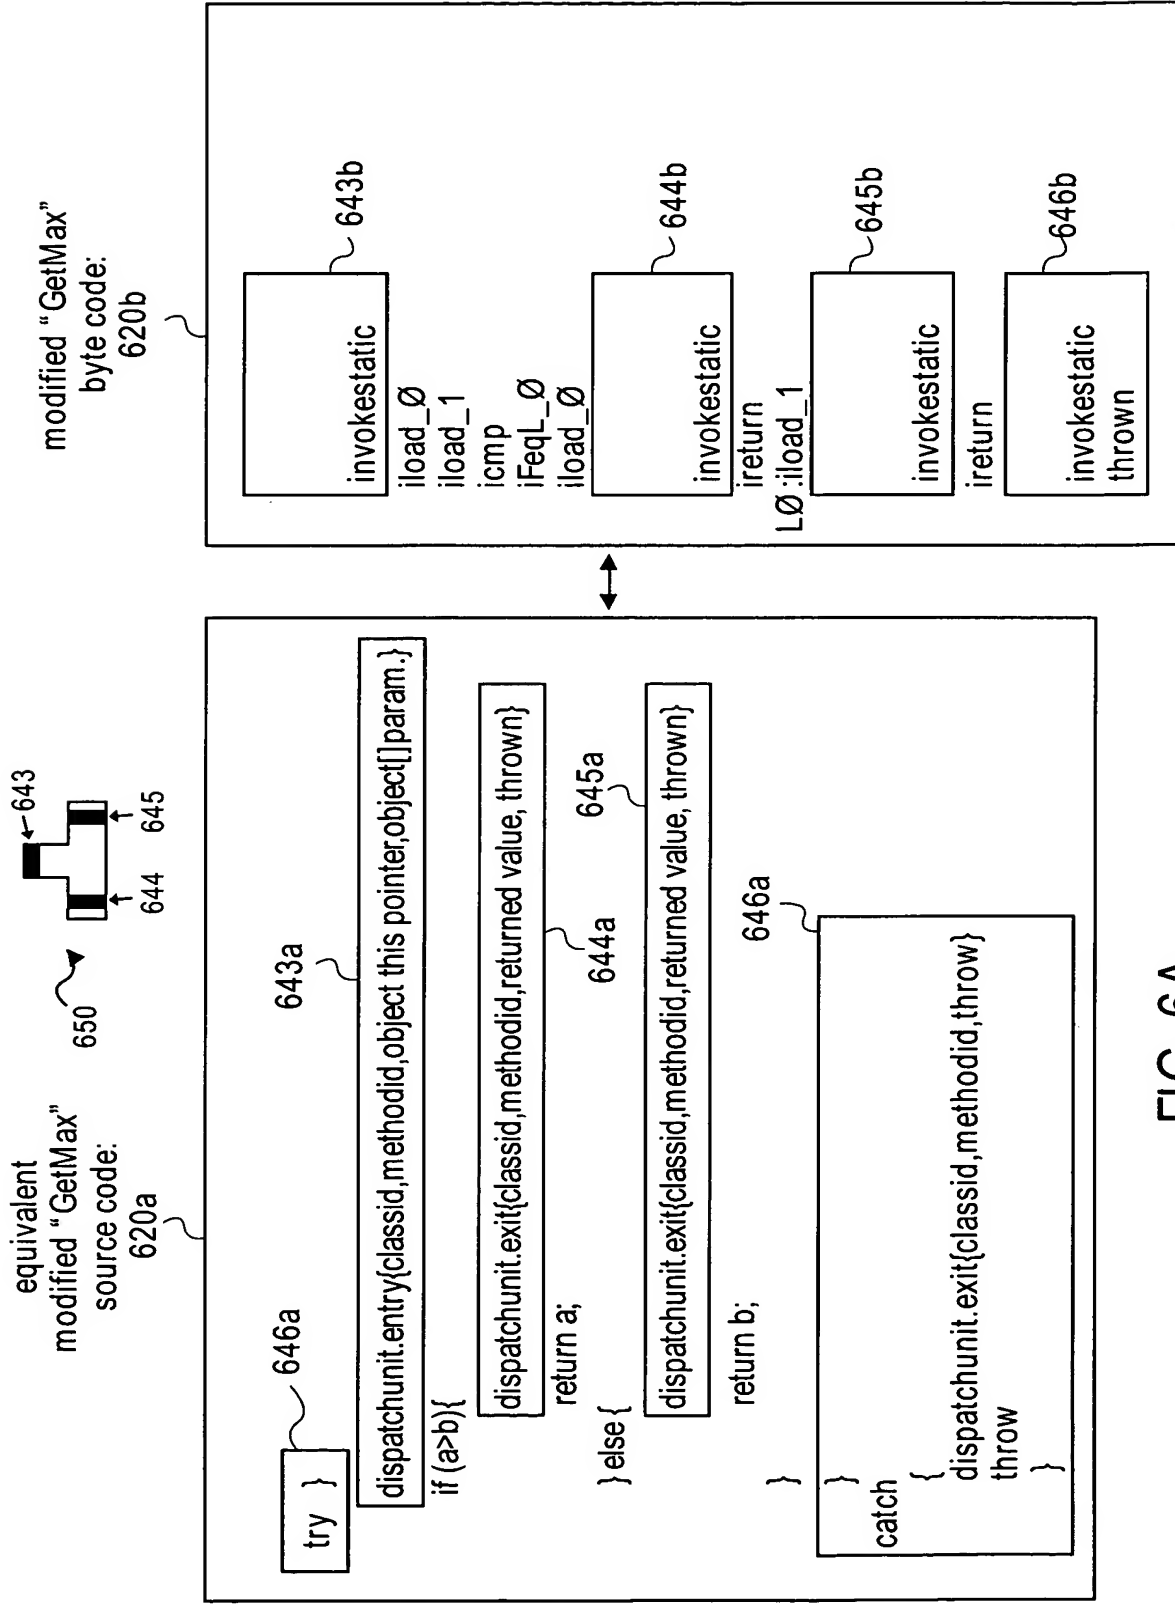 equivalent
modified “GetMax”
source code:
620a
650
643
644
645
646a
try }
643a
dispatchunit.entry{classid,methodid,object this pointer,object[]param.}
if (a>b){
dispatchunit.exit{classid,methodid,returned value, thrown}
644a
return a;
} else {
645a
dispatchunit.exit{classid,methodid,returned value, thrown}
return b;
}
646a
}
catch
{
dispatchunit.exit{classid,methodid,throw}
throw
}
modified “GetMax”
byte code:
620b
invokestatic
643b
iload_Ø
iload_1
icmp
iFeqL_Ø
iload_Ø
invokestatic
644b
ireturn
LØ :iload_1
invokestatic
645b
ireturn
invokestatic
thrown
646b
FIG. 6A